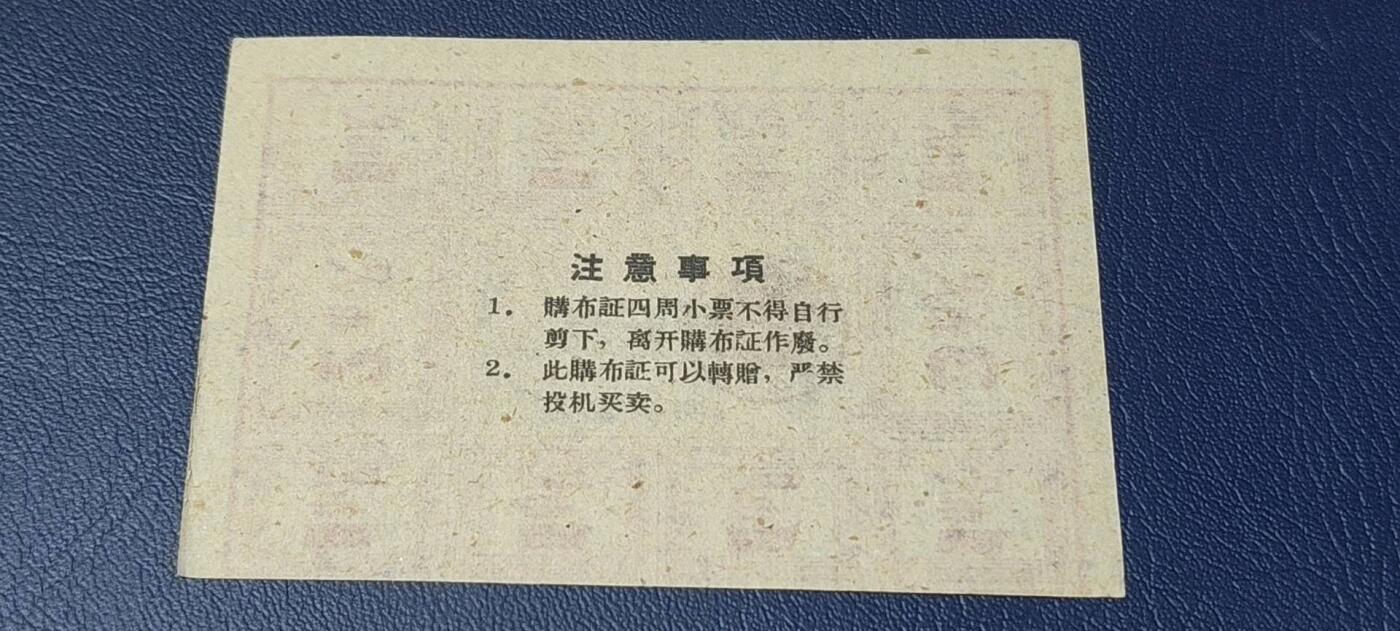 注意事項
1. 購布証四周小票不得自行
剪下，离开購布証作廢。
2. 此購布証可以轉贈，严禁
投机买卖。